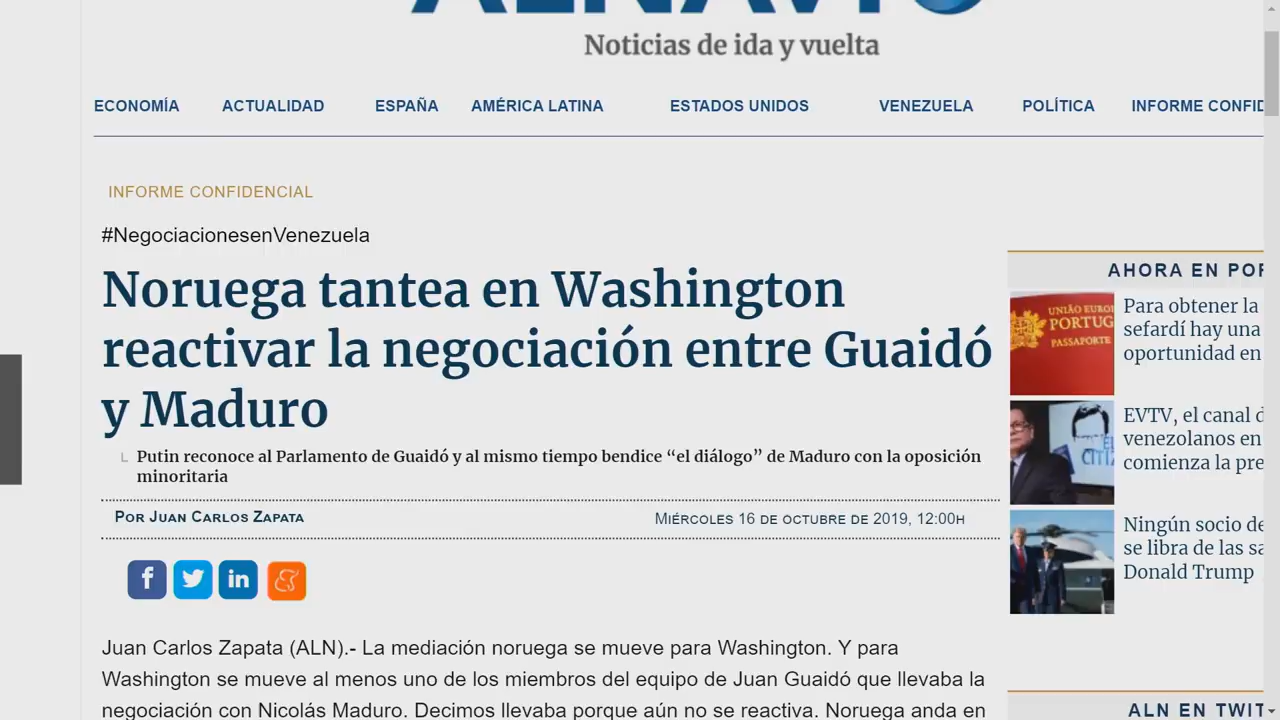 ALNAVÍO
Noticias de ida y vuelta
ECONOMÍA ACTUALIDAD ESPAÑA AMÉRICA LATINA ESTADOS UNIDOS VENEZUELA POLÍTICA INFORME CONFID
INFORME CONFIDENCIAL
#NegociacionesenVenezuela
Noruega tantea en Washington
reactivar la negociación entre Guaidó
y Maduro
Putin reconoce al Parlamento de Guaidó y al mismo tiempo bendice “el diálogo” de Maduro con la oposición
minoritaria
Por Juan Carlos Zapata
Miércoles 16 de octubre de 2019, 12:00h
Juan Carlos Zapata (ALN).- La mediación noruega se mueve para Washington. Y para
Washington se mueve al menos uno de los miembros del equipo de Juan Guaidó que llevaba la
negociación con Nicolás Maduro. Decimos llevaba porque aún no se reactiva. Noruega anda en
AHORA EN POR
UNIÃO EUROP
PORTUG
PASSAPORTE
Para obtener la
sefardí hay una
oportunidad en
EVTV, el canal d
venezolanos en
comienza la pre
Ningún socio de
se libra de las sa
Donald Trump
ALN EN TWIT